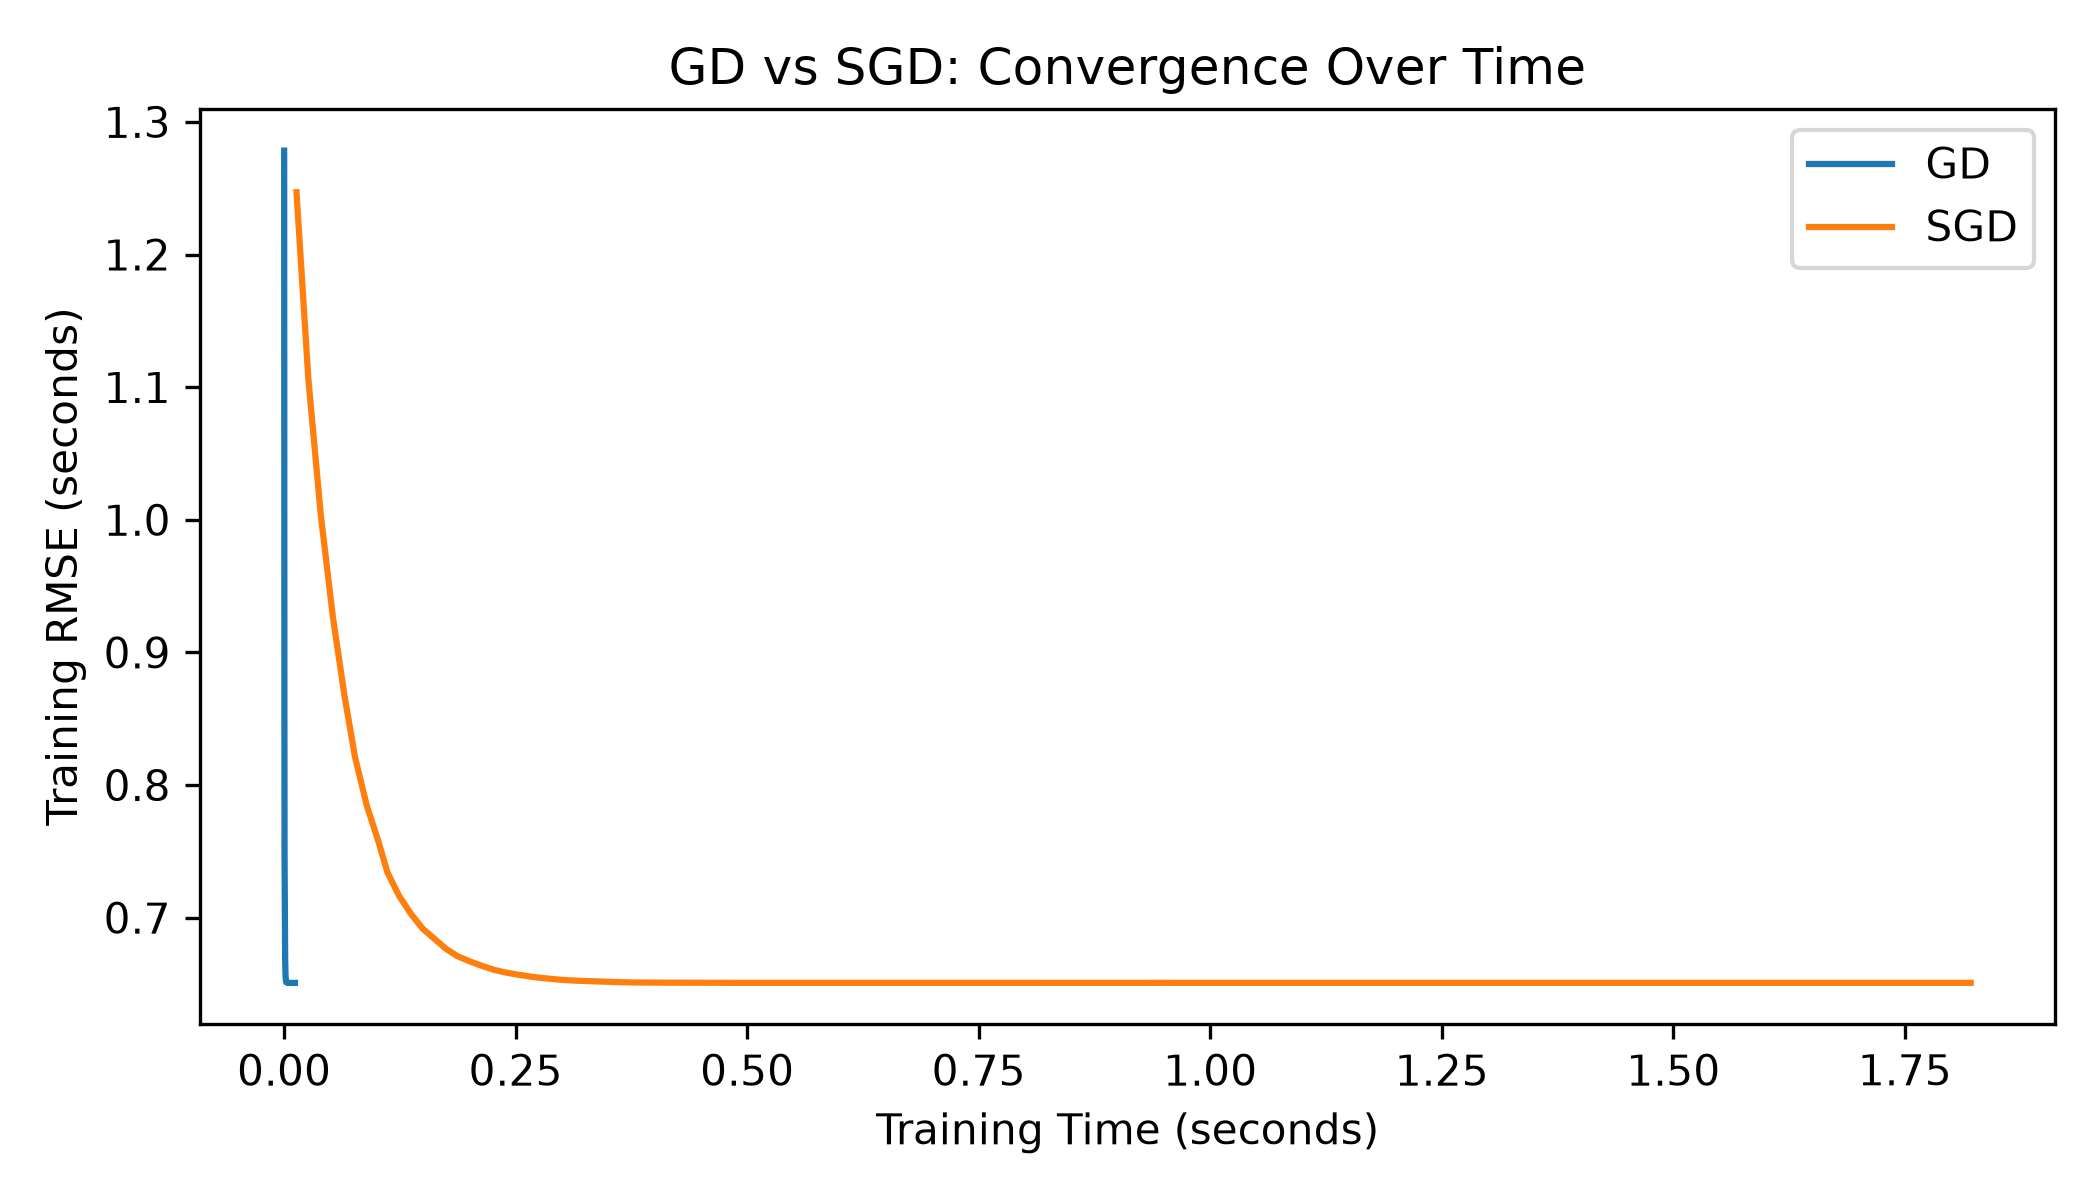 GD vs SGD: Convergence Over Time
1.3
1.2
1.1
1.0
0.9
0.8
0.7
Training RMSE (seconds)
GD
SGD
0.00 0.25 0.50 0.75 1.00 1.25 1.50 1.75
Training Time (seconds)